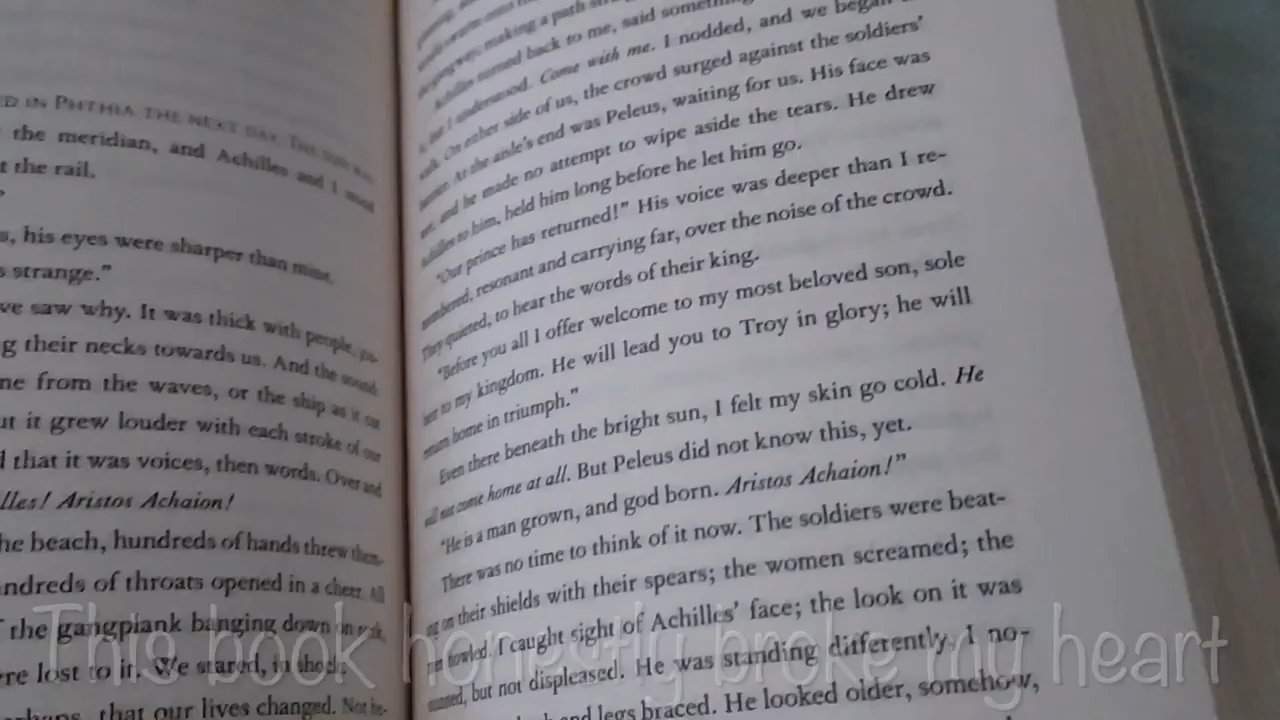 ED IN PHTHIA THE NEXT DAY. THE SUN WAS
the meridian, and Achilles and I stood
t the rail.
"
s, his eyes were sharper than mine.
s strange."
ve saw why. It was thick with people,
g their necks towards us. And the sound:
ne from the waves, or the ship as it cut
ut it grew louder with each stroke of our
d that it was voices, then words. Over and
lles! Aristos Achaion!
he beach, hundreds of hands threw them-
ndreds of throats opened in a cheer. All
the gangplank banging down on rock,
re lost to it. We stared, in shock.
that our lives changed. Not be-
making a path
Achilles turned back to me, said something
I understood. Come with me. I nodded, and we began
On either side of us, the crowd surged against the soldiers'
At the aisle's end was Peleus, waiting for us. His face was
wet, and he made no attempt to wipe aside the tears. He drew
Achilles to him, held him long before he let him go.
"Our prince has returned!" His voice was deeper than I re-
membered, resonant and carrying far, over the noise of the crowd.
They quieted, to hear the words of their king.
"Before you all I offer welcome to my most beloved son, sole
heir to my kingdom. He will lead you to Troy in glory; he will
return home in triumph."
Even there beneath the bright sun, I felt my skin go cold. He
will not come home at all. But Peleus did not know this, yet.
"He is a man grown, and god born. Aristos Achaion!"
There was no time to think of it now. The soldiers were beat-
ing on their shields with their spears; the women screamed; the
men howled. I caught sight of Achilles' face; the look on it was
stunned, but not displeased. He was standing differently, I no-
and legs braced. He looked older, somehow,
This book honestly broke my heart